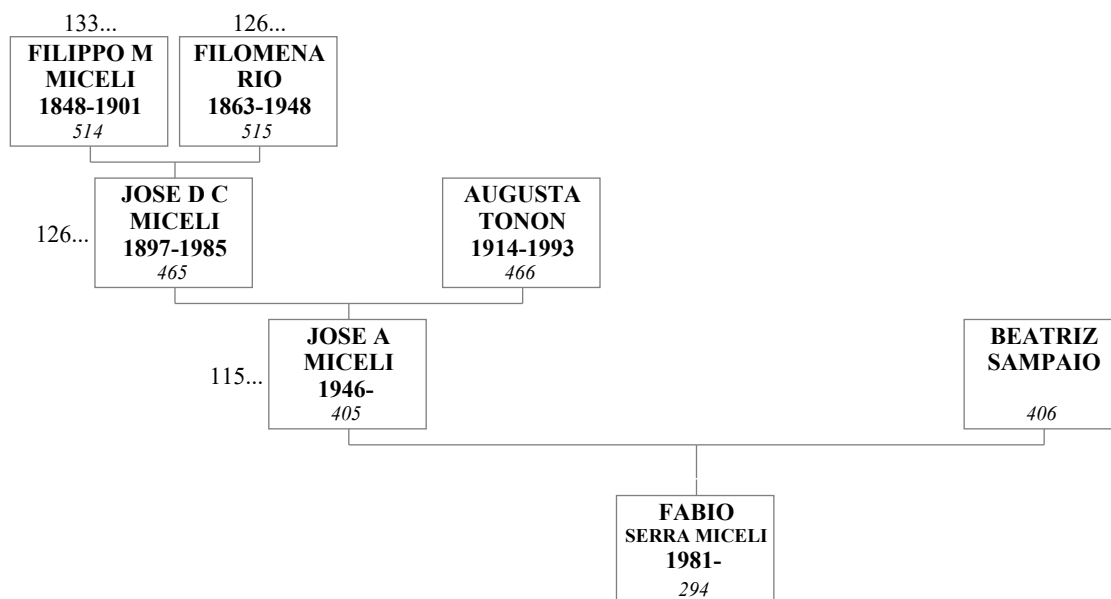 133...
126...
FILIPPO M
MICELI
1848-1901
514
FILOMENA
RIO
1863-1948
515
126...
JOSE D C
MICELI
1897-1985
465
AUGUSTA
TONON
1914-1993
466
115...
JOSE A
MICELI
1946-
405
BEATRIZ
SAMPAIO
406
FABIO
SERRA MICELI
1981-
294